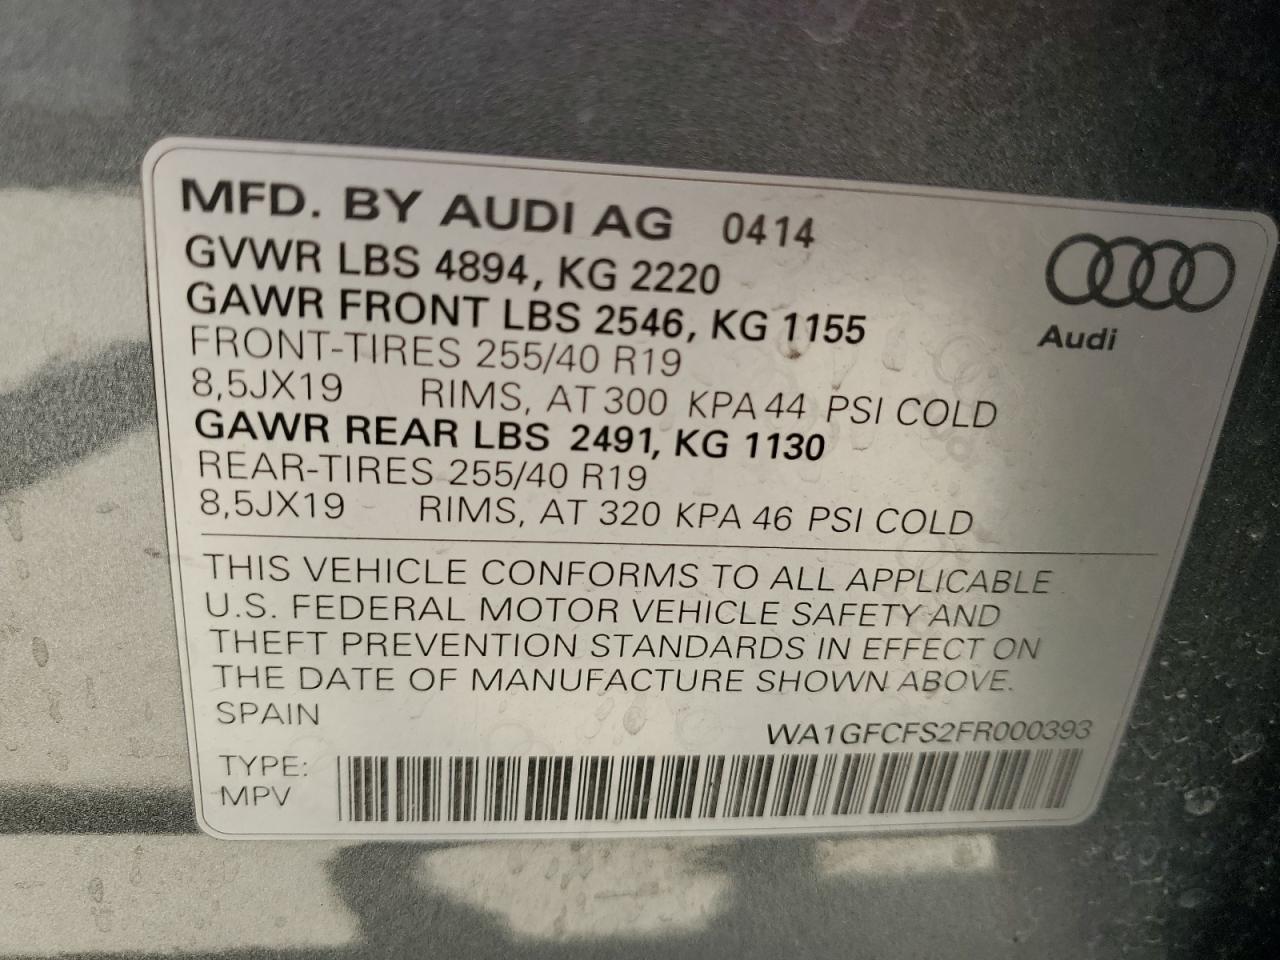 MFD. BY AUDI AG 0414
GVWR LBS 4894, KG 2220
GAWR FRONT LBS 2546, KG 1155
FRONT-TIRES 255/40 R19
8,5JX19 RIMS, AT 300 KPA 44 PSI COLD
GAWR REAR LBS 2491, KG 1130
REAR-TIRES 255/40 R19
8,5JX19 RIMS, AT 320 KPA 46 PSI COLD
Audi
THIS VEHICLE CONFORMS TO ALL APPLICABLE
U.S. FEDERAL MOTOR VEHICLE SAFETY AND
THEFT PREVENTION STANDARDS IN EFFECT ON
THE DATE OF MANUFACTURE SHOWN ABOVE.
SPAIN
WA1GFCFS2FR000393
TYPE:
MPV